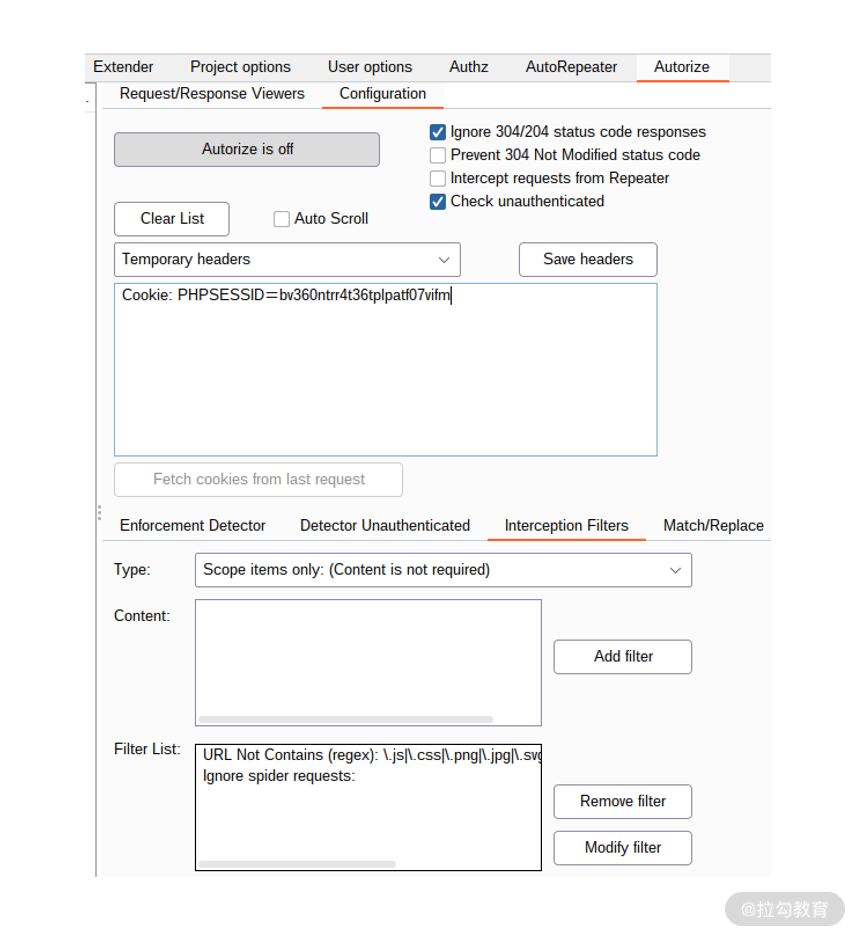 Extender Project options User options Authz AutoRepeater Autorize
Request/Response Viewers Configuration
Autorize is off
Ignore 304/204 status code responses
Prevent 304 Not Modified status code
Intercept requests from Repeater
Check unauthenticated
Clear List Auto Scroll
Temporary headers Save headers
Cookie: PHPSESSID=bv360ntrr4t36tplpatf07vifm
Fetch cookies from last request
Enforcement Detector Detector Unauthenticated Interception Filters Match/Replace
Type: Scope items only: (Content is not required)
Content:
Add filter
Filter List:
URL Not Contains (regex): \.js|\.css|\.png|\.jpg|\.svg
Ignore spider requests:
Remove filter
Modify filter
@拉勾教育